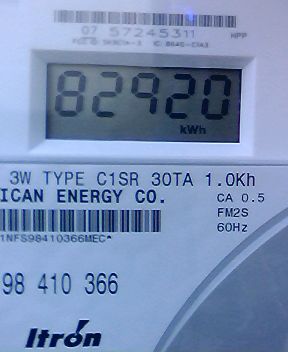 07 57245311 MPP
82920
kWh
3W TYPE C1SR 30TA 1.0Kh
ICAN ENERGY CO. CA 0.5
FM2S
60Hz
1NFS98410366MEC*
98 410 366
Itron